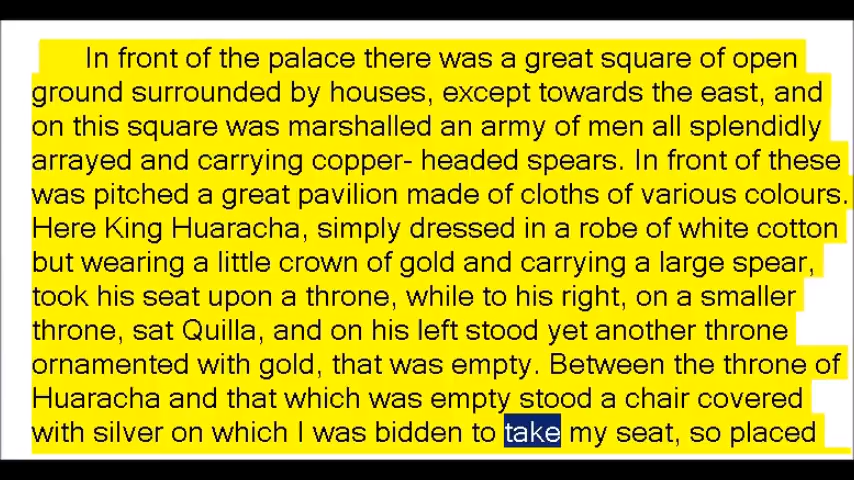 In front of the palace there was a great square of open
ground surrounded by houses, except towards the east, and
on this square was marshalled an army of men all splendidly
arrayed and carrying copper- headed spears. In front of these
was pitched a great pavilion made of cloths of various colours.
Here King Huaracha, simply dressed in a robe of white cotton
but wearing a little crown of gold and carrying a large spear,
took his seat upon a throne, while to his right, on a smaller
throne, sat Quilla, and on his left stood yet another throne
ornamented with gold, that was empty. Between the throne of
Huaracha and that which was empty stood a chair covered
with silver on which I was bidden to take my seat, so placed